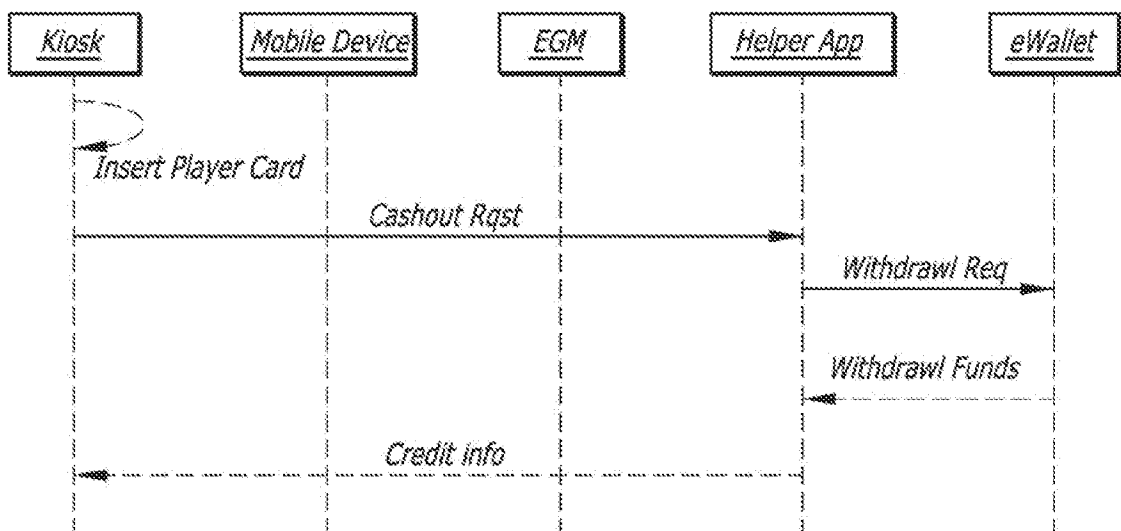 Kiosk
Mobile Device
EGM
Helper App
eWallet
Insert Player Card
Cashout Rqst
Withdrawl Req
Withdrawl Funds
Credit info